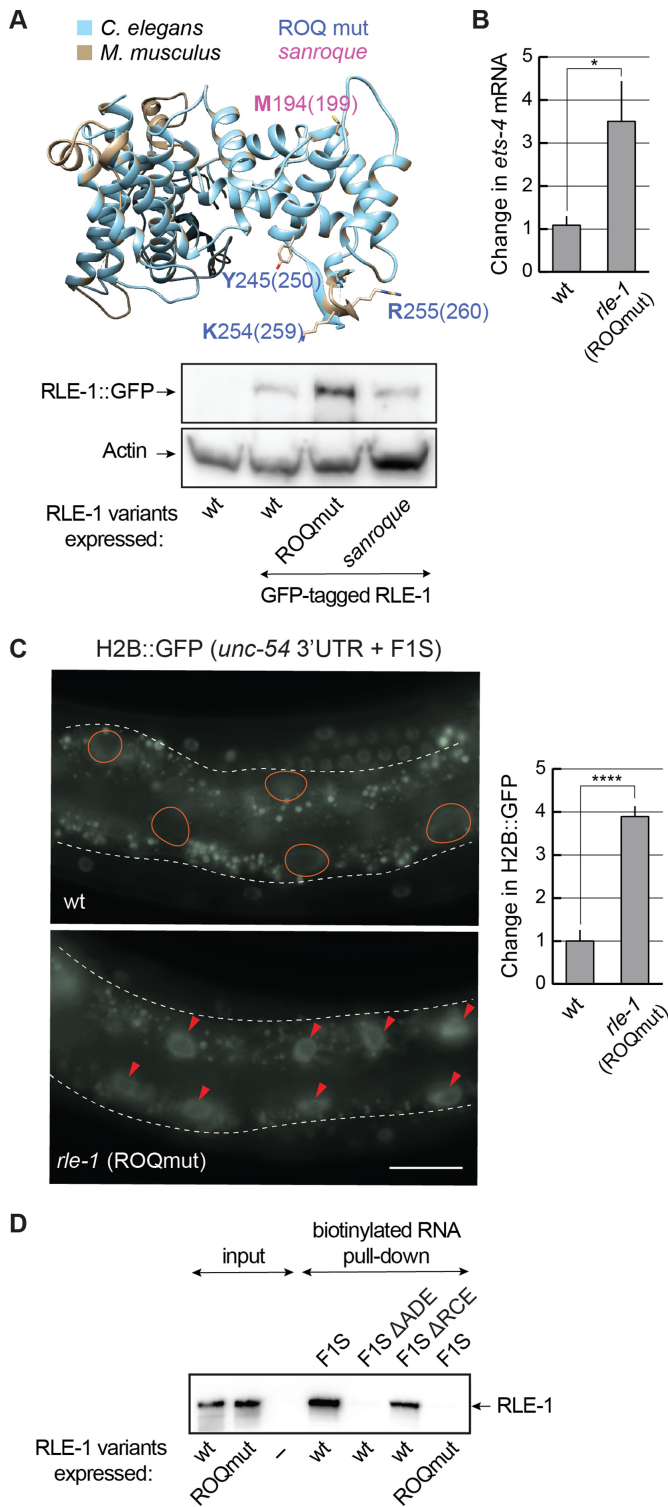 A
C. elegans
M. musculus
ROQ mut
sanroque
M194(199)
Y245(250)
K254(259)
R255(260)
RLE-1::GFP
Actin
RLE-1 variants
expressed:
wt
wt
ROQmut
sanroque
GFP-tagged RLE-1
B
Change in ets-4 mRNA
5
4
3
2
1
0
*
wt
rle-1
(ROQmut)
C
H2B::GFP (unc-54 3'UTR + F1S)
wt
rle-1 (ROQmut)
Change in H2B::GFP
5
4
3
2
1
0
****
wt
rle-1
(ROQmut)
D
input
biotinylated RNA
pull-down
F1S
F1S ΔADE
F1S ΔRCE
F1S
RLE-1
RLE-1 variants
expressed:
wt
ROQmut
–
wt
wt
wt
ROQmut